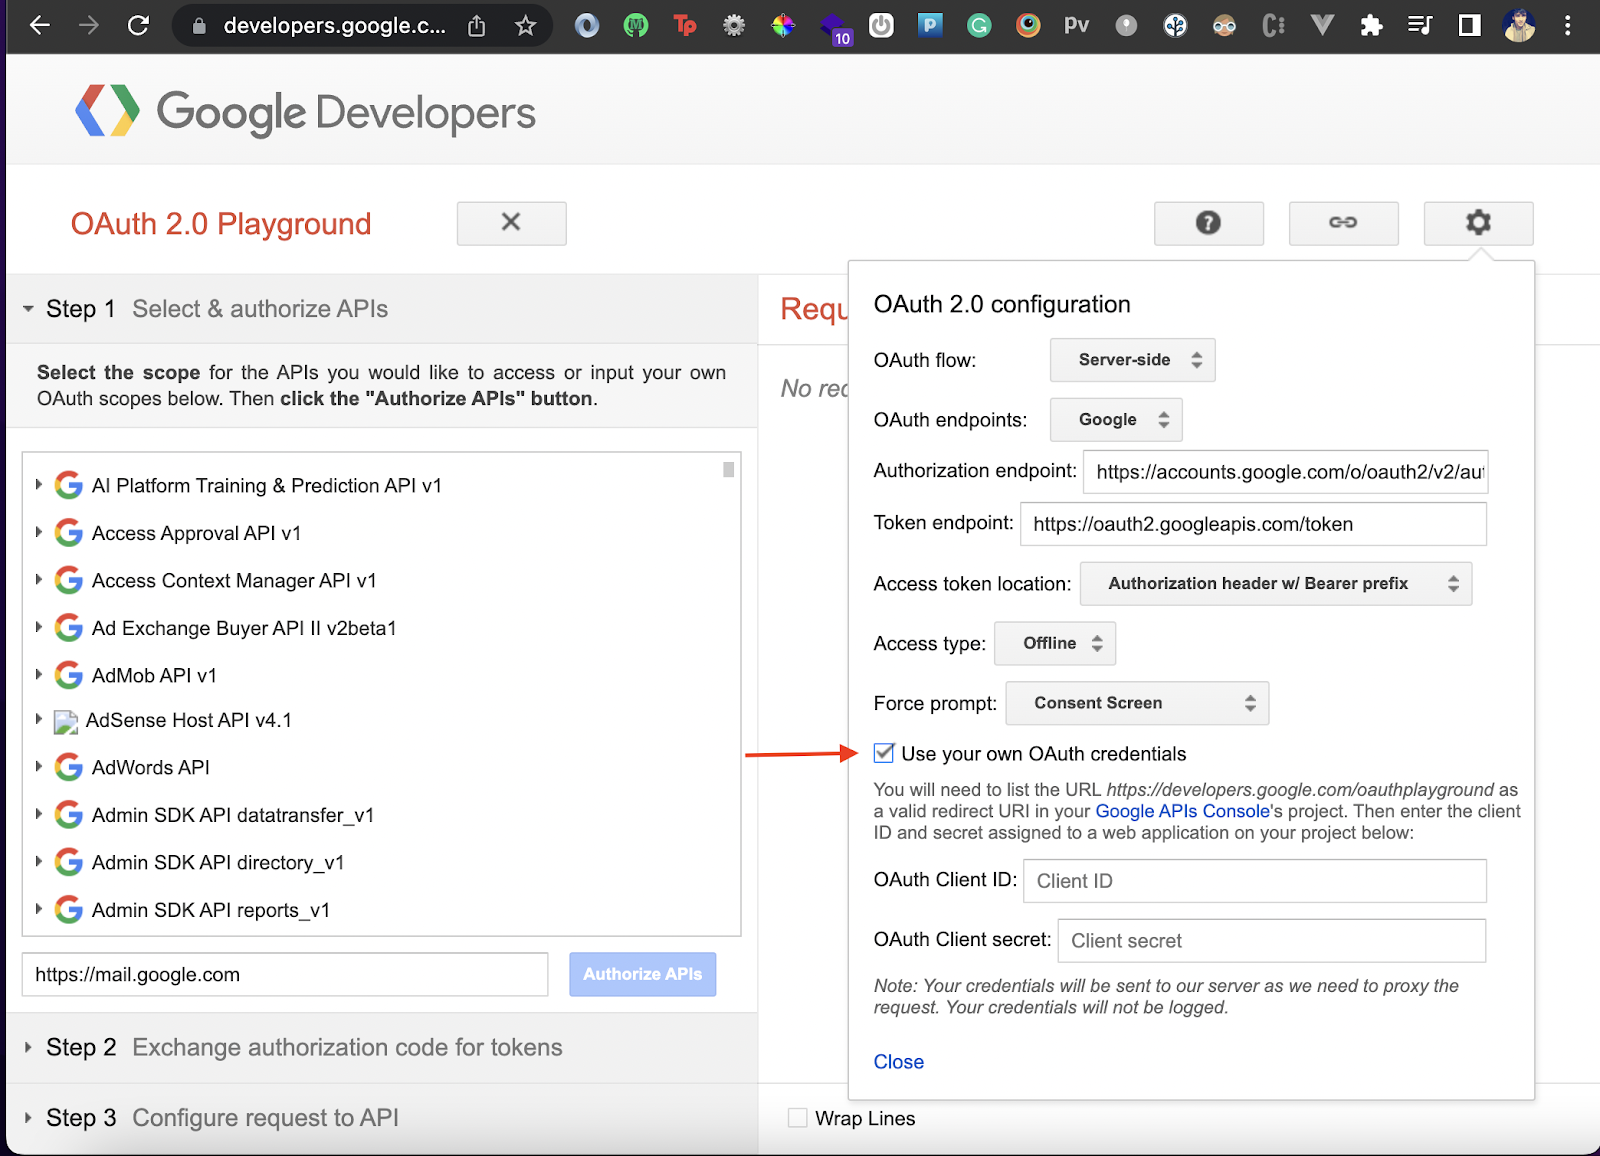 developers.google.c...
Tp
10
P
G
Pv
Google Developers
OAuth 2.0 Playground
Step 1 Select & authorize APIs
Select the scope for the APIs you would like to access or input your own
OAuth scopes below. Then click the "Authorize APIs" button.
AI Platform Training & Prediction API v1
Access Approval API v1
Access Context Manager API v1
Ad Exchange Buyer API II v2beta1
AdMob API v1
AdSense Host API v4.1
AdWords API
Admin SDK API datatransfer_v1
Admin SDK API directory_v1
Admin SDK API reports_v1
https://mail.google.com
Authorize APIs
Step 2 Exchange authorization code for tokens
Step 3 Configure request to API
Requ
No rec
OAuth 2.0 configuration
OAuth flow: Server-side
OAuth endpoints: Google
Authorization endpoint: https://accounts.google.com/o/oauth2/v2/aut
Token endpoint: https://oauth2.googleapis.com/token
Access token location: Authorization header w/ Bearer prefix
Access type: Offline
Force prompt: Consent Screen
Use your own OAuth credentials
You will need to list the URL https://developers.google.com/oauthplayground as
a valid redirect URI in your Google APIs Console's project. Then enter the client
ID and secret assigned to a web application on your project below:
OAuth Client ID: Client ID
OAuth Client secret: Client secret
Note: Your credentials will be sent to our server as we need to proxy the
request. Your credentials will not be logged.
Close
Wrap Lines